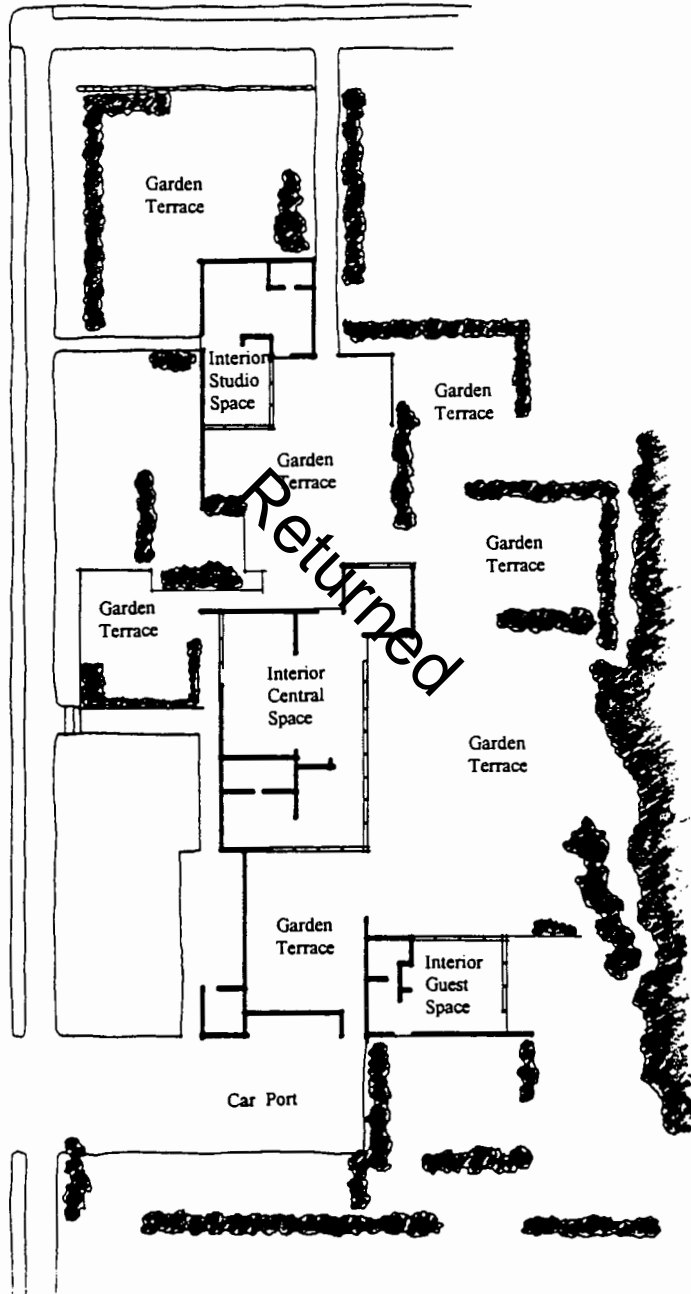 Garden
Terrace
Interior
Studio
Space
Garden
Terrace
Garden
Terrace
Returned
Garden
Terrace
Garden
Terrace
Interior
Central
Space
Garden
Terrace
Garden
Terrace
Interior
Guest
Space
Car Port